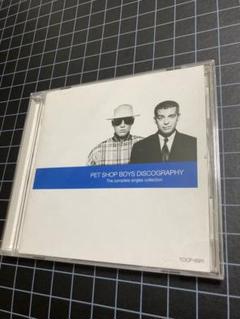 PET SHOP BOYS DISCOGRAPHY
The complete singles collection